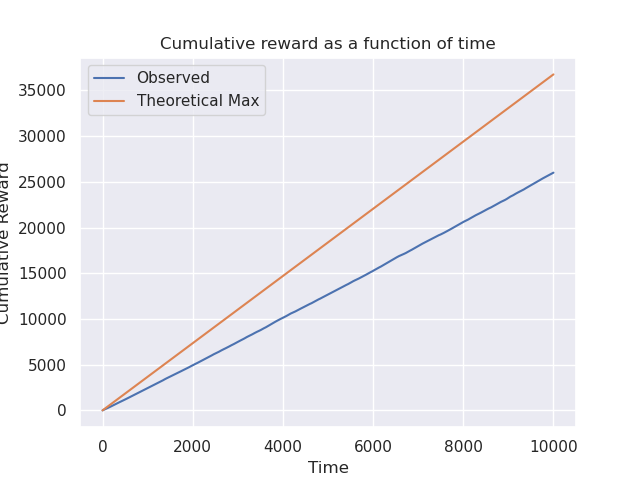 Cumulative reward as a function of time
Observed
Theoretical Max
35000
30000
25000
20000
15000
10000
5000
0
Cumulative Reward
0 2000 4000 6000 8000 10000
Time